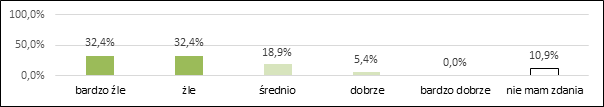 100,0%
50,0%
0,0%
32,4% 32,4% 18,9% 5,4% 0,0% 10,9%
bardzo źle źle średnio dobrze bardzo dobrze nie mam zdania